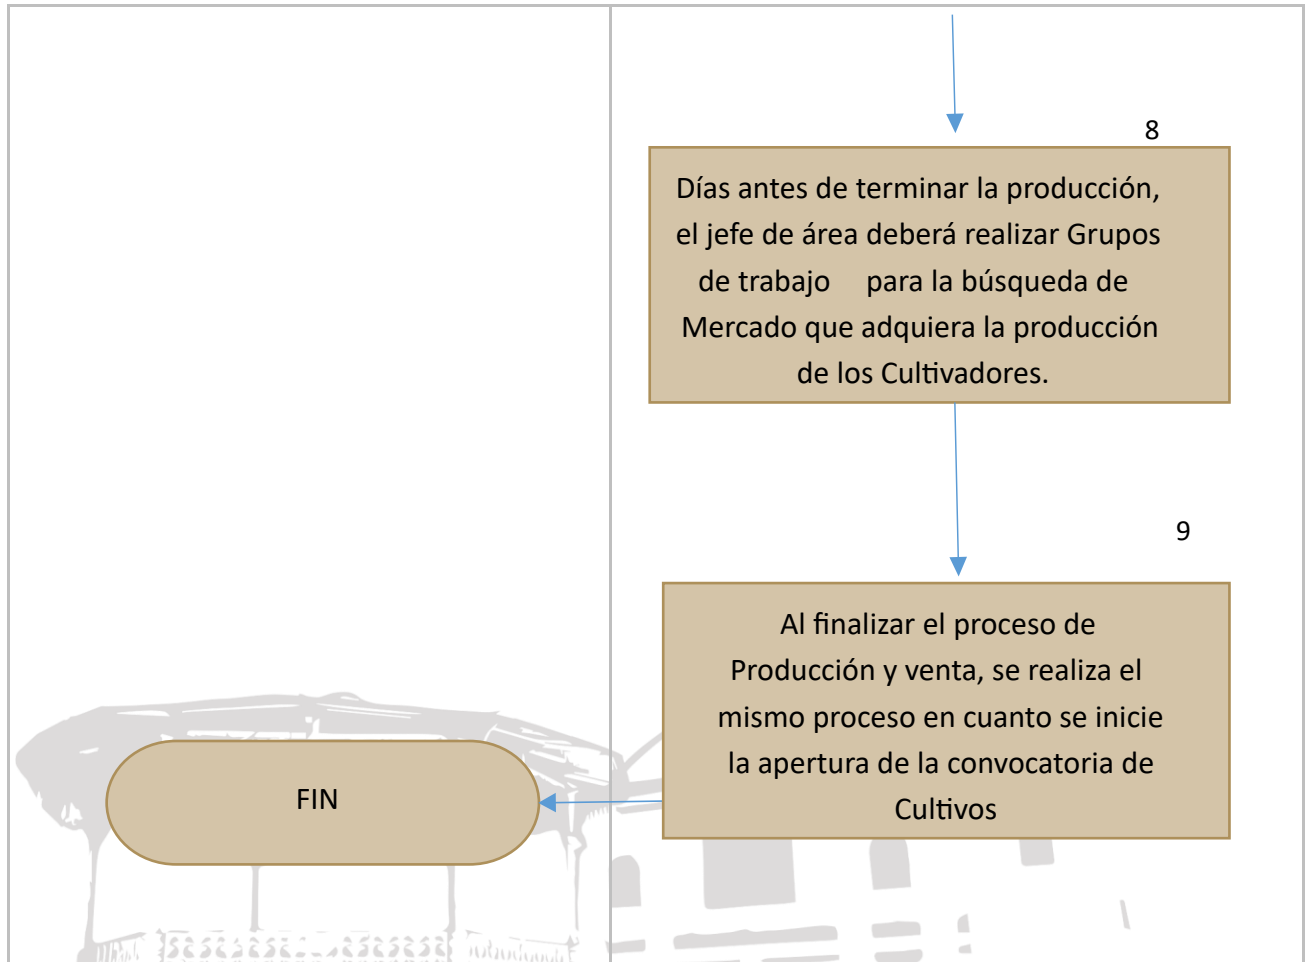 8
Días antes de terminar la producción,
el jefe de área deberá realizar Grupos
de trabajo para la búsqueda de
Mercado que adquiera la producción
de los Cultivadores.
9
Al finalizar el proceso de
Producción y venta, se realiza el
mismo proceso en cuanto se inicie
la apertura de la convocatoria de
Cultivos
FIN